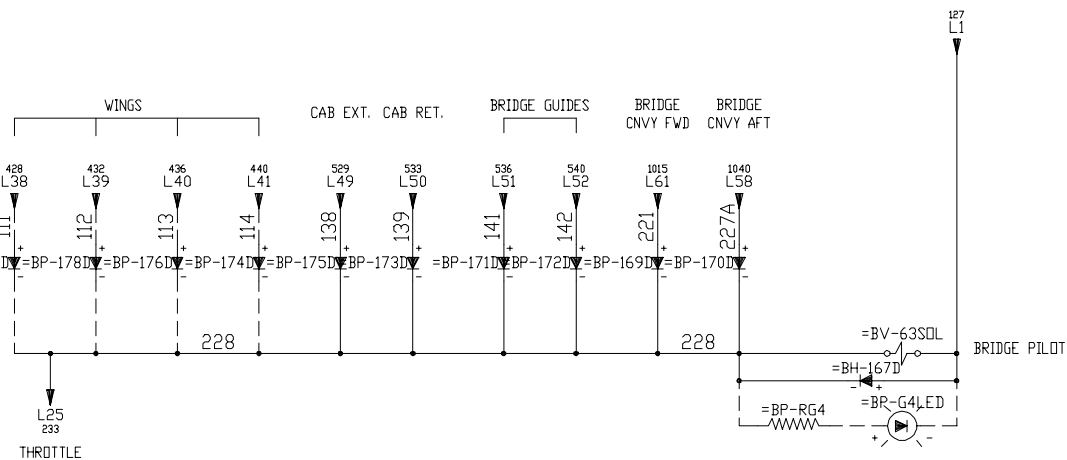 127
L1
WINGS
CAB EXT. CAB RET.
BRIDGE GUIDES
BRIDGE
CNVY FWD
BRIDGE
CNVY AFT
428
L38
432
L39
436
L40
440
L41
529
L49
533
L50
536
L51
540
L52
1015
L61
1040
L58
111
112
113
114
138
139
141
142
221
227A
+ + + + + + + + + +
D =BP-178D =BP-176D =BP-174D =BP-175D =BP-173D =BP-171D =BP-172D =BP-169D =BP-170D
- - - - - - - - - -
228
228
=BV-63SOL
BRIDGE PILOT
=BH-167D
- +
L25
233
THROTTLE
=BP-RG4
=BP-G4LED
+ -